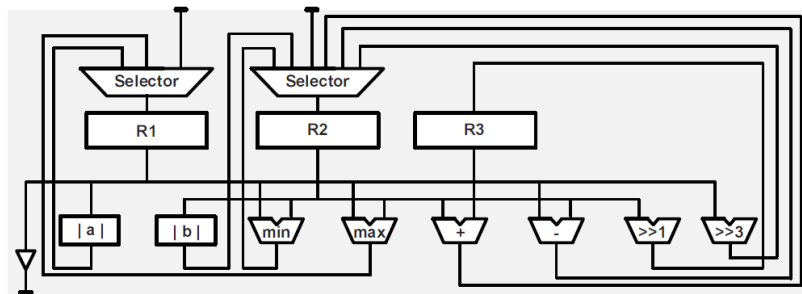 Selector
Selector
R1
R2
R3
| a |
| b |
min
max
+
-
>>1
>>3